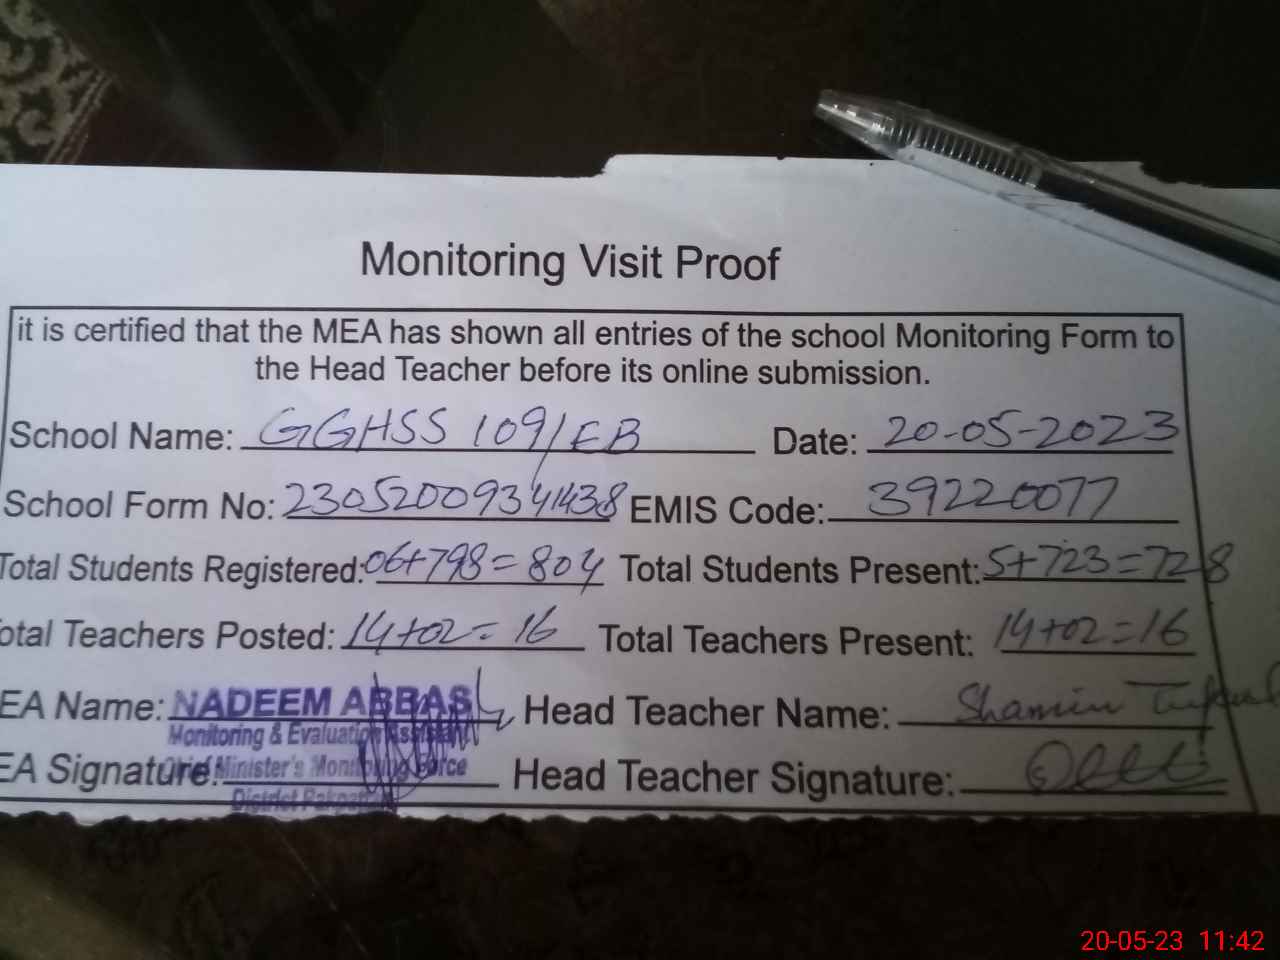 Monitoring Visit Proof
it is certified that the MEA has shown all entries of the school Monitoring Form to
the Head Teacher before its online submission.
School Name: GGHSS 109/EB Date: 20-05-2023
School Form No: 23052009341438 EMIS Code: 39220077
Total Students Registered: 06+798=804 Total Students Present: 5+723=728
otal Teachers Posted: 14+02=16 Total Teachers Present: 14+02=16
EA Name: NADEEM ABBAS Head Teacher Name: Shamim
Monitoring & Evaluation Assistant
EA Signature: Chief Minister's Monitoring Force Head Teacher Signature:
District Pakpattan
20-05-23 11:42